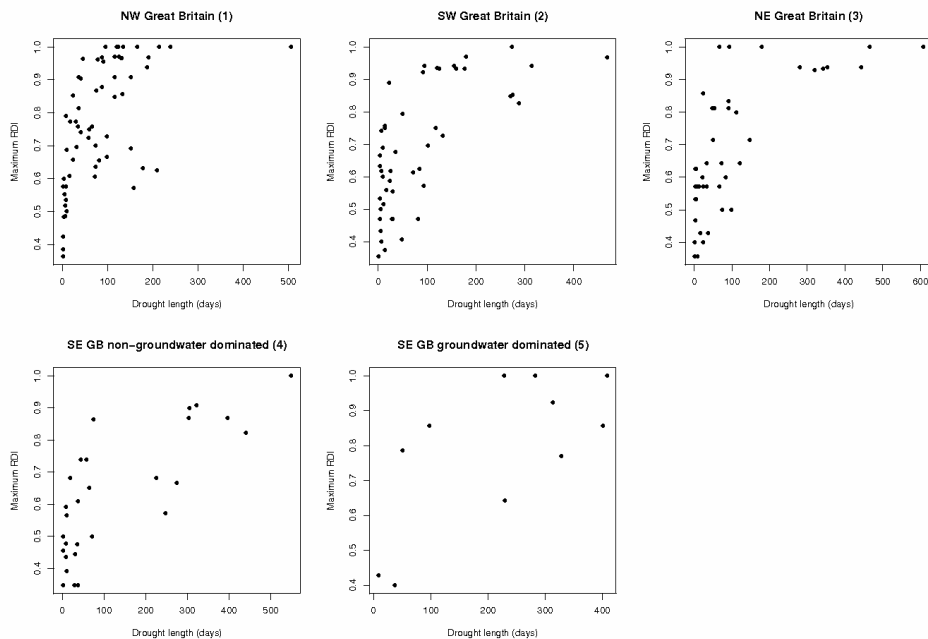 NW Great Britain (1)
SW Great Britain (2)
NE Great Britain (3)
Maximum RDI
1.0
0.9
0.8
0.7
0.6
0.5
0.4
0 100 200 300 400 500
Drought length (days)
Maximum RDI
1.0
0.9
0.8
0.7
0.6
0.5
0.4
0 100 200 300 400
Drought length (days)
Maximum RDI
1.0
0.9
0.8
0.7
0.6
0.5
0.4
0 100 200 300 400 500 600
Drought length (days)
SE GB non−groundwater dominated (4)
SE GB groundwater dominated (5)
Maximum RDI
1.0
0.9
0.8
0.7
0.6
0.5
0.4
0 100 200 300 400 500
Drought length (days)
Maximum RDI
1.0
0.9
0.8
0.7
0.6
0.5
0.4
0 100 200 300 400
Drought length (days)